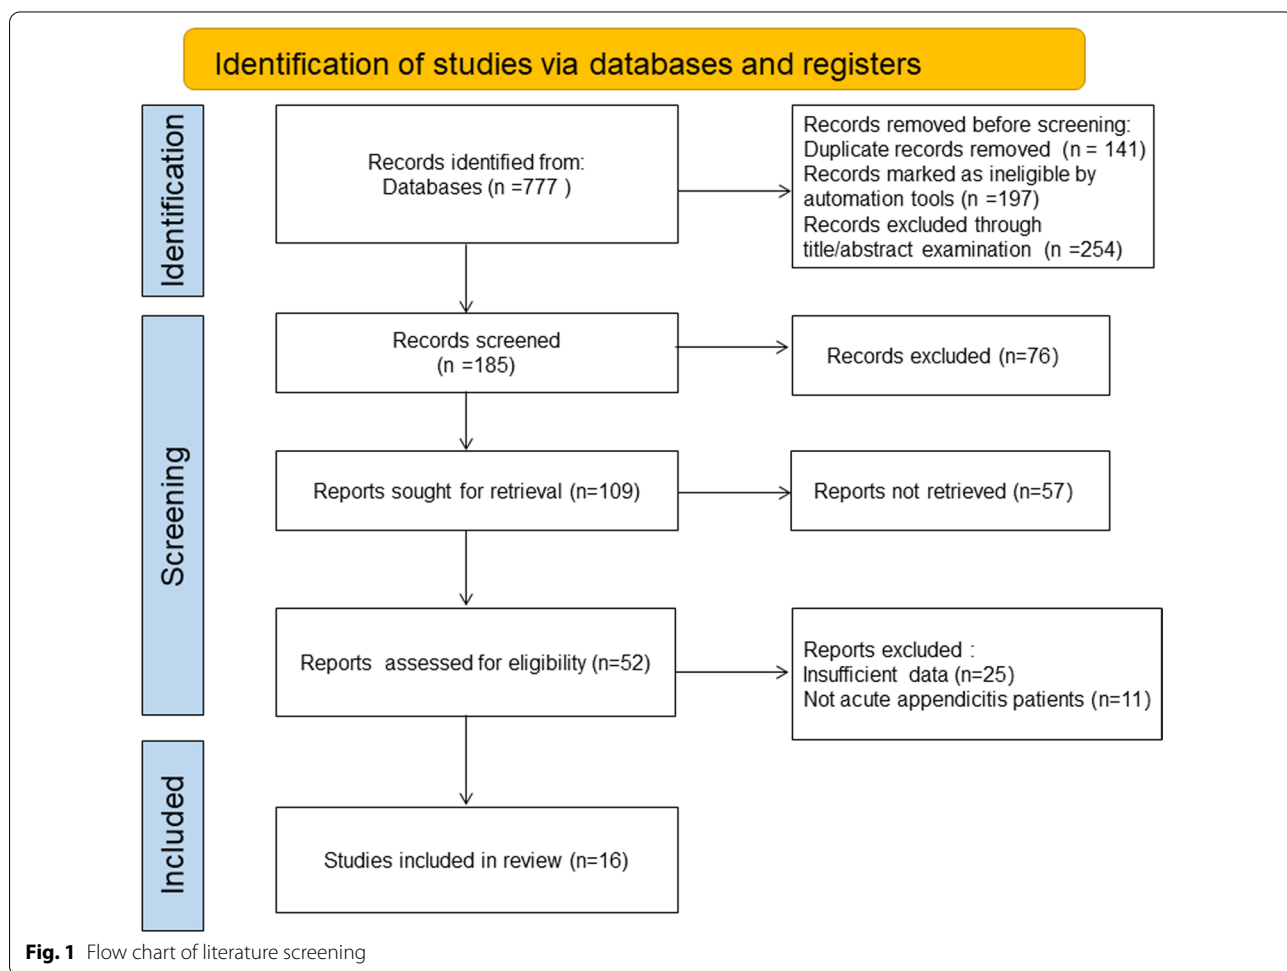 Identification of studies via databases and registers
Identification
Records identified from:
Databases (n =777 )
Records removed before screening:
Duplicate records removed (n = 141)
Records marked as ineligible by
automation tools (n =197)
Records excluded through
title/abstract examination (n =254)
Screening
Records screened
(n =185)
Records excluded (n=76)
Reports sought for retrieval (n=109)
Reports not retrieved (n=57)
Reports assessed for eligibility (n=52)
Reports excluded :
Insufficient data (n=25)
Not acute appendicitis patients (n=11)
Included
Studies included in review (n=16)
Fig. 1 Flow chart of literature screening